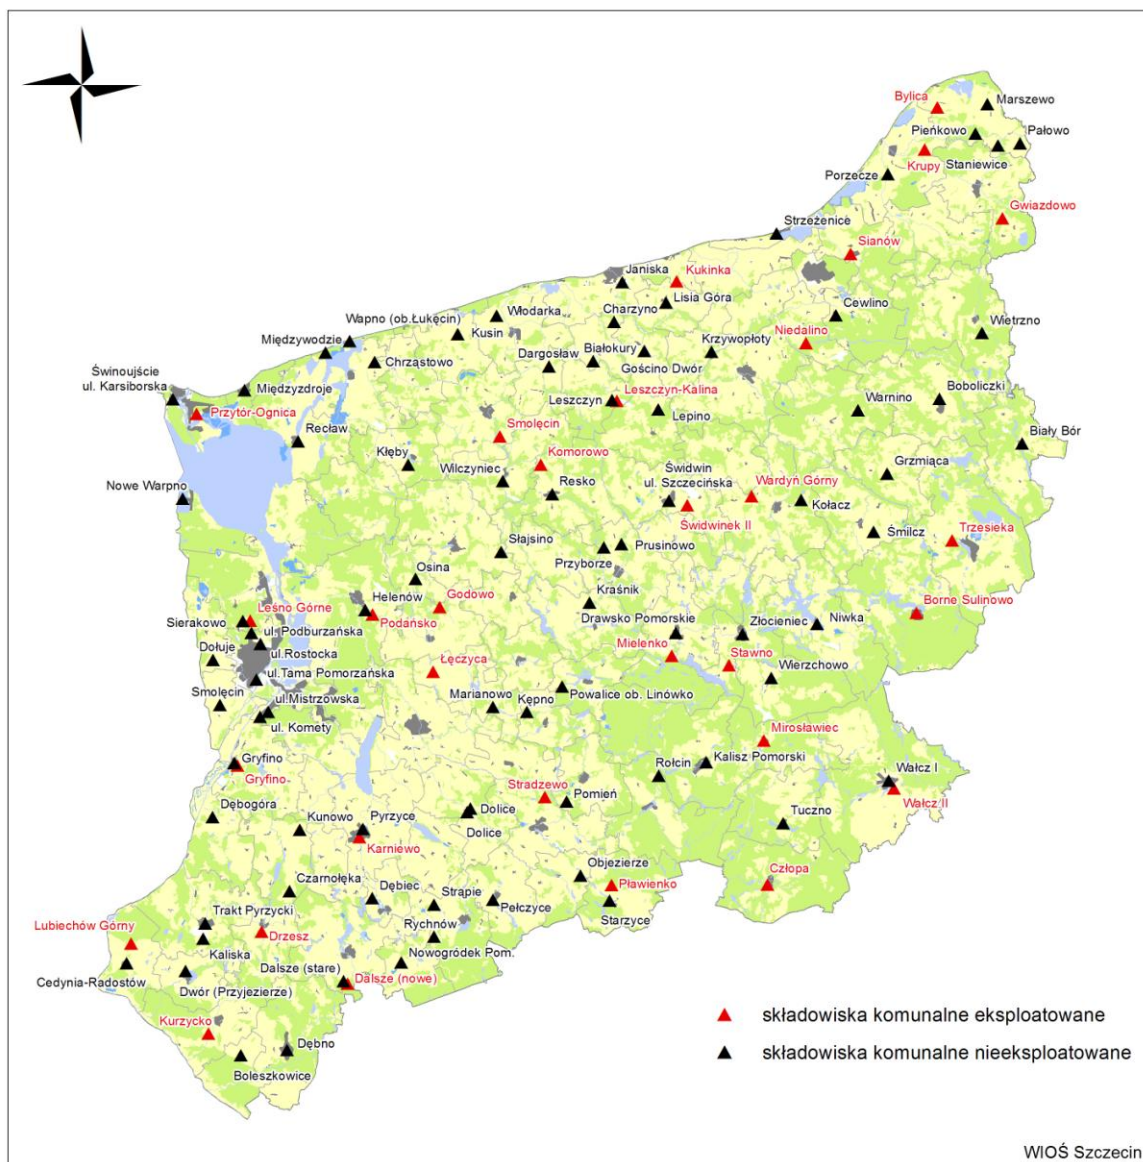 Bylica
Marszewo
Pieńkowo
Pałowo
Krupy
Staniewice
Porzecze
Gwiazdowo
Strzeżenice
Sianów
Janiska
Kukinka
Lisia Góra
Cewlino
Wapno (ob.Łukęcin)
Włodarka
Charzyno
Wietrzno
Międzywodzie
Kusin
Białokury
Krzywopłoty
Niedalino
Dargosław
Chrząstowo
Gościno Dwór
Świnoujście
ul. Karsiborska
Międzyzdroje
Leszczyn-Kalina
Leszczyn
Boboliczki
Przytór-Ognica
Lepino
Warnino
Smolęcin
Recław
Biały Bór
Kłęby
Wilczyniec
Komorowo
Resko
Świdwin
ul. Szczecińska
Grzmiąca
Wardyń Górny
Nowe Warpno
Kołacz
Świdwinek II
Trzesieka
Śmilcz
Słajsino
Prusinowo
Przyborze
Osina
Kraśnik
Godowo
Helenów
Leśno Górne
Podańsko
Borne Sulinowo
Sierakowo
Drawsko Pomorskie
Złocieniec
Niwka
ul. Podburzańska
ul.Rostocka
Dołuje
Mielenko
Stawno
Łęczyca
ul.Tama Pomorzańska
Wierzchowo
Smolęcin
ul.Mistrzowska
Marianowo
Kępno
Powalice ob. Linówko
ul. Komety
Mirosławiec
Gryfino
Gryfino
Rołcin
Kalisz Pomorski
Wałcz I
Wałcz II
Stradzewo
Pomień
Dębogóra
Kunowo
Pyrzyce
Dolice
Dolice
Tuczno
Karniewo
Objezierze
Człopa
Czarnołęka
Dębiec
Strąpie
Pławienko
Pełczyce
Starzyce
Trakt Pyrzycki
Lubiechów Górny
Drzesz
Rychnów
Kaliska
Nowogródek Pom.
Cedynia-Radostów
Dalsze (stare)
Dalsze (nowe)
Dwór (Przyjezierze)
Kurzycko
Dębno
Boleszkowice
składowiska komunalne eksploatowane
składowiska komunalne nieeksploatowane
WIOŚ Szczecin